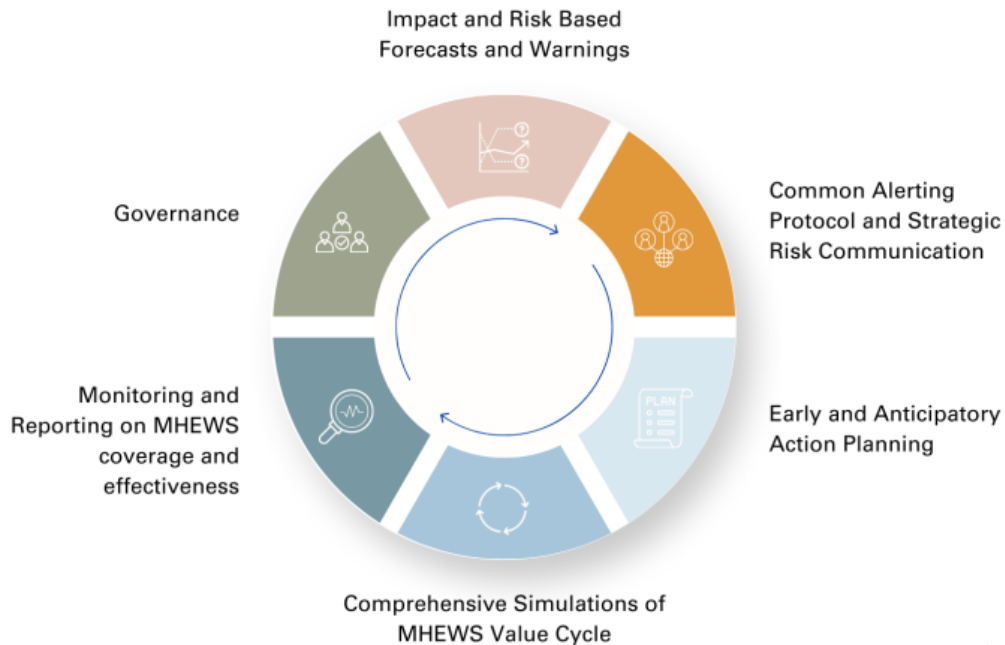 Impact and Risk Based
Forecasts and Warnings
Governance
Common Alerting
Protocol and Strategic
Risk Communication
Monitoring and
Reporting on MHEWS
coverage and
effectiveness
PLAN
Early and Anticipatory
Action Planning
Comprehensive Simulations of
MHEWS Value Cycle